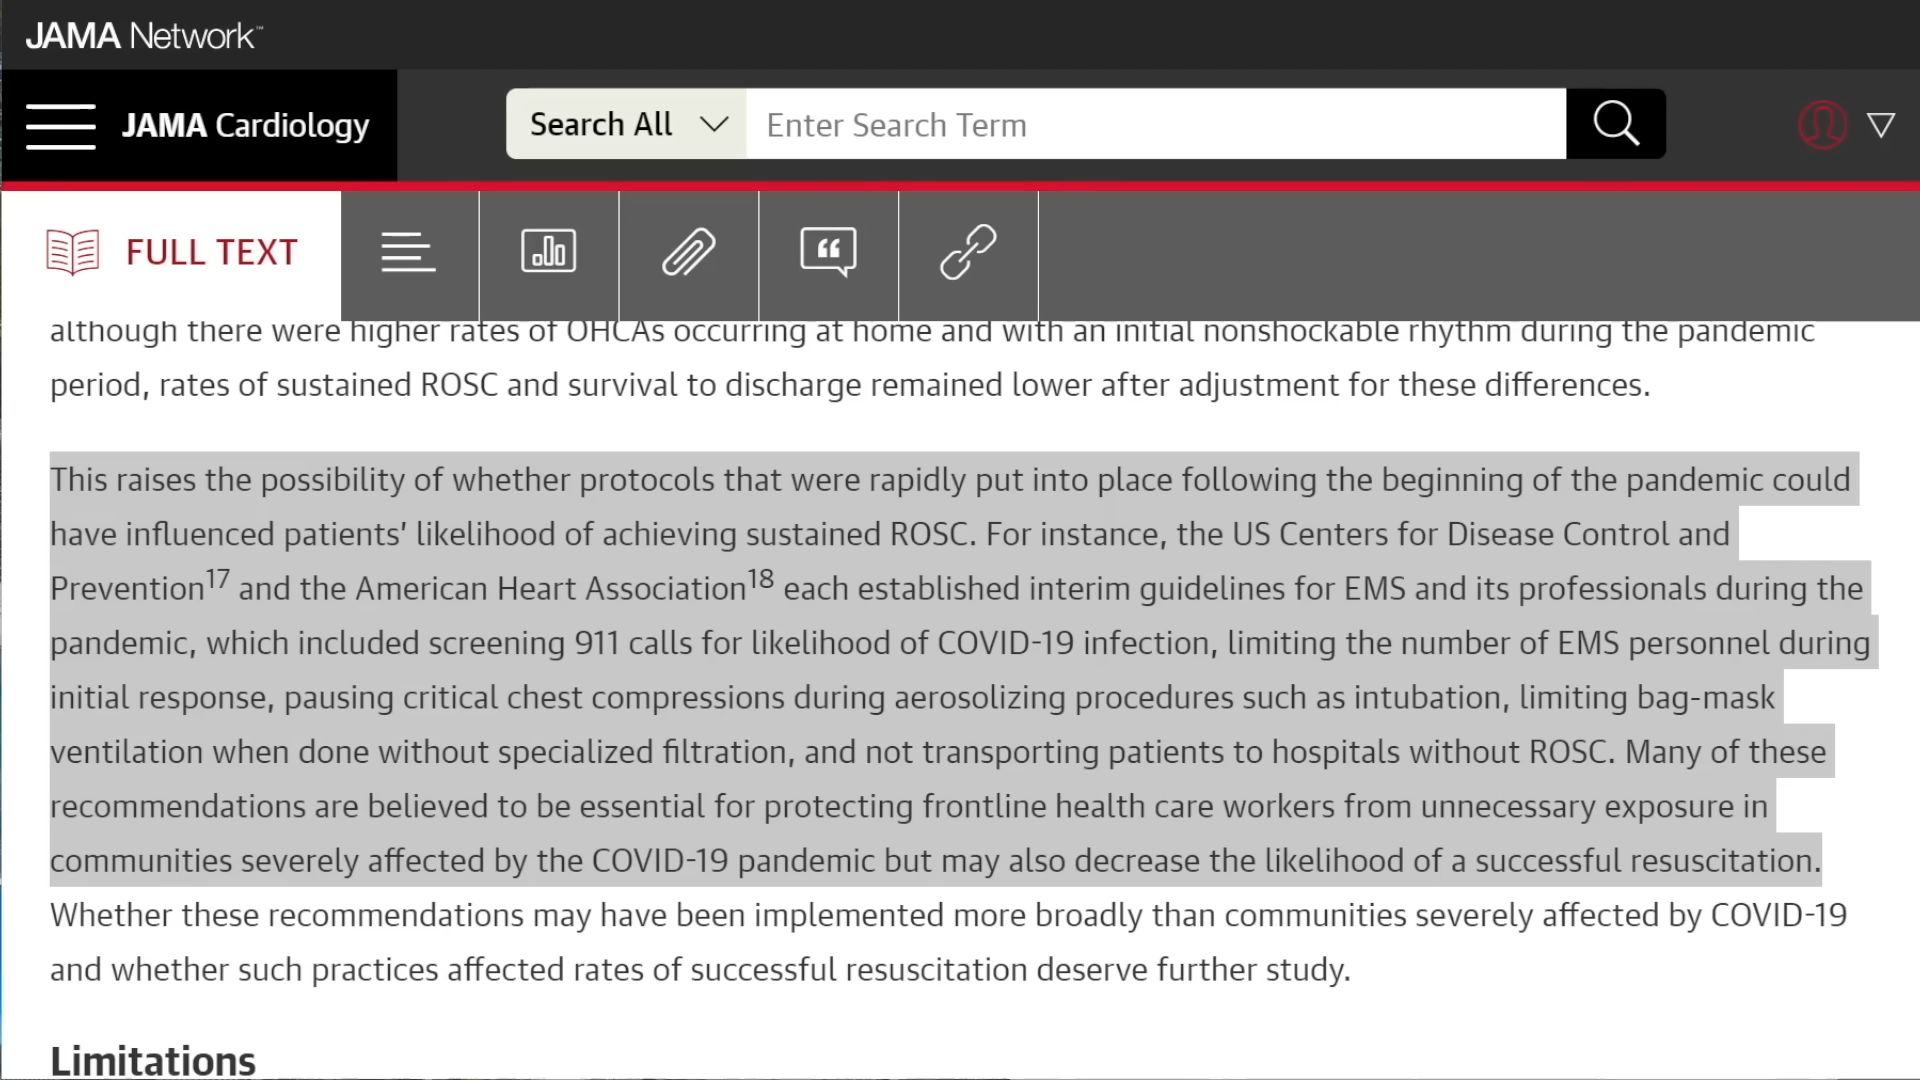 JAMA Network™
JAMA Cardiology
Search All
Enter Search Term
FULL TEXT
although there were higher rates of OHCAs occurring at home and with an initial nonshockable rhythm during the pandemic
period, rates of sustained ROSC and survival to discharge remained lower after adjustment for these differences.
This raises the possibility of whether protocols that were rapidly put into place following the beginning of the pandemic could
have influenced patients’ likelihood of achieving sustained ROSC. For instance, the US Centers for Disease Control and
Prevention17 and the American Heart Association18 each established interim guidelines for EMS and its professionals during the
pandemic, which included screening 911 calls for likelihood of COVID-19 infection, limiting the number of EMS personnel during
initial response, pausing critical chest compressions during aerosolizing procedures such as intubation, limiting bag-mask
ventilation when done without specialized filtration, and not transporting patients to hospitals without ROSC. Many of these
recommendations are believed to be essential for protecting frontline health care workers from unnecessary exposure in
communities severely affected by the COVID-19 pandemic but may also decrease the likelihood of a successful resuscitation.
Whether these recommendations may have been implemented more broadly than communities severely affected by COVID-19
and whether such practices affected rates of successful resuscitation deserve further study.
Limitations